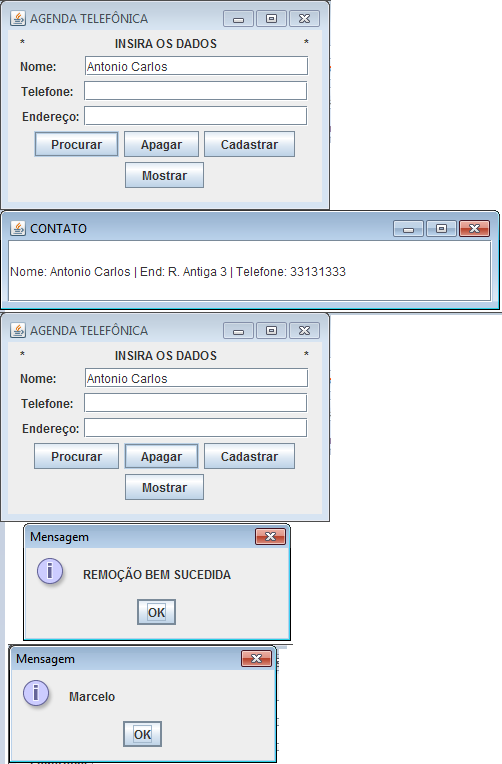 AGENDA TELEFÔNICA
* INSIRA OS DADOS *
Nome: Antonio Carlos
Telefone:
Endereço:
Procurar Apagar Cadastrar
Mostrar
CONTATO
Nome: Antonio Carlos | End: R. Antiga 3 | Telefone: 33131333
AGENDA TELEFÔNICA
* INSIRA OS DADOS *
Nome: Antonio Carlos
Telefone:
Endereço:
Procurar Apagar Cadastrar
Mostrar
Mensagem
REMOÇÃO BEM SUCEDIDA
OK
Mensagem
Marcelo
OK